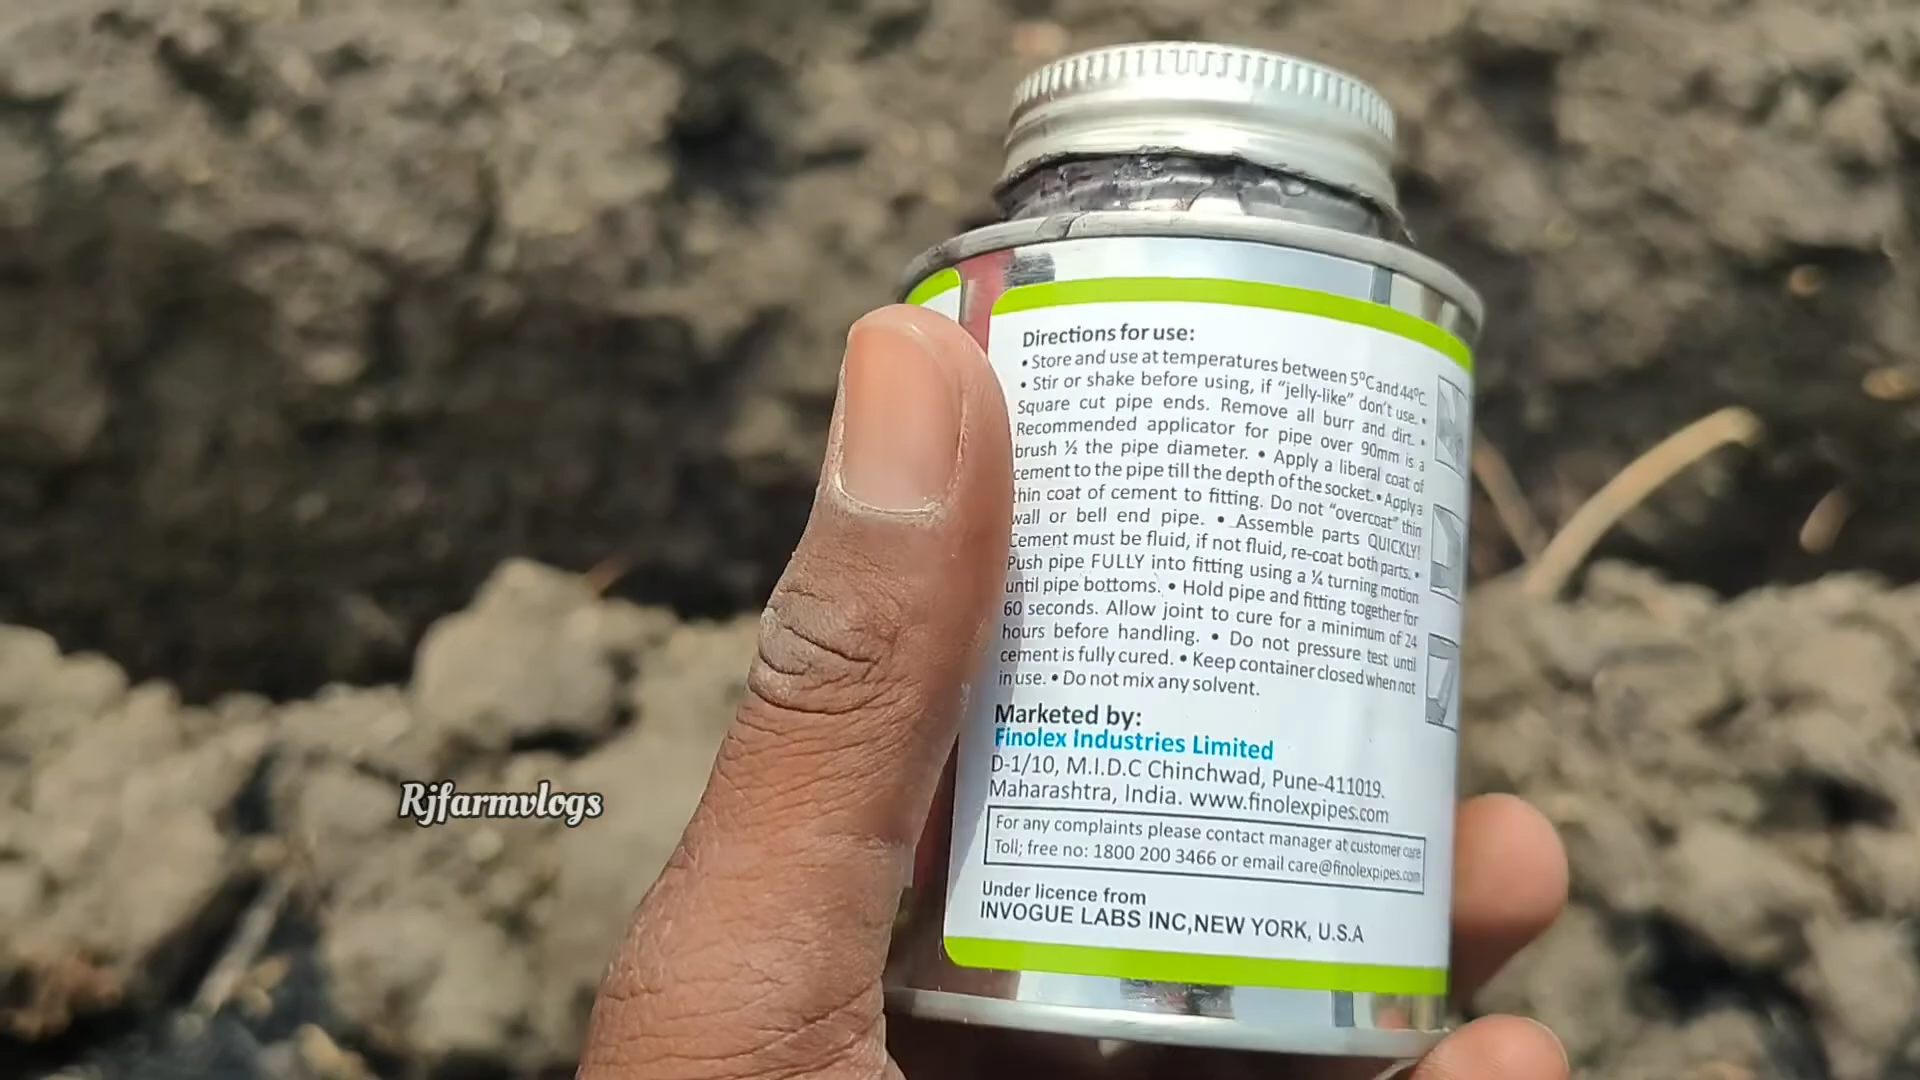 Directions for use:
• Store and use at temperatures between 5⁰C and 44⁰C.
• Stir or shake before using, if "jelly-like" don't use. •
Square cut pipe ends. Remove all burr and dirt. •
Recommended applicator for pipe over 90mm is a
brush ½ the pipe diameter. • Apply a liberal coat of
cement to the pipe till the depth of the socket. • Apply a
thin coat of cement to fitting. Do not "overcoat" thin
wall or bell end pipe. • Assemble parts QUICKLY!
Cement must be fluid, if not fluid, re-coat both parts. •
Push pipe FULLY into fitting using a ¼ turning motion
until pipe bottoms. • Hold pipe and fitting together for
60 seconds. Allow joint to cure for a minimum of 24
hours before handling. • Do not pressure test until
cement is fully cured. • Keep container closed when not
in use. • Do not mix any solvent.
Marketed by:
Finolex Industries Limited
D-1/10, M.I.D.C Chinchwad, Pune-411019.
Maharashtra, India. www.finolexpipes.com
For any complaints please contact manager at customer care
Toll; free no: 1800 200 3466 or email care@finolexpipes.com
Under licence from
INVOGUE LABS INC,NEW YORK, U.S.A
Rjfarmvlogs